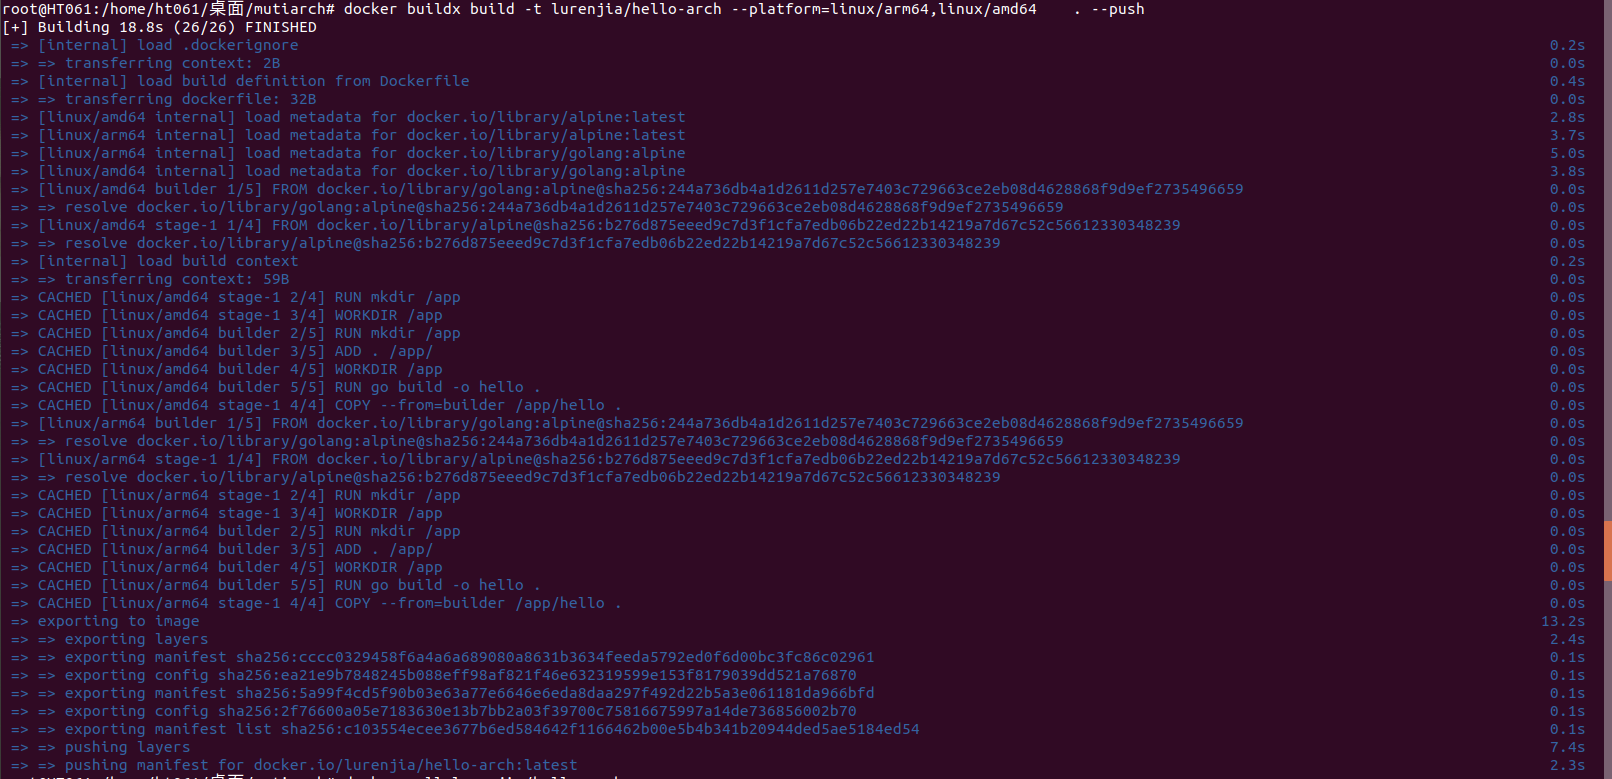 root@HT061:/home/ht061/桌面/mutiarch# docker buildx build -t lurenjia/hello-arch --platform=linux/arm64,linux/amd64    . --push
[+] Building 18.8s (26/26) FINISHED
=> [internal] load .dockerignore 0.2s
=> => transferring context: 2B 0.0s
=> [internal] load build definition from Dockerfile 0.4s
=> => transferring dockerfile: 32B 0.0s
=> [linux/amd64 internal] load metadata for docker.io/library/alpine:latest 2.8s
=> [linux/arm64 internal] load metadata for docker.io/library/alpine:latest 3.7s
=> [linux/arm64 internal] load metadata for docker.io/library/golang:alpine 5.0s
=> [linux/amd64 internal] load metadata for docker.io/library/golang:alpine 3.8s
=> [linux/amd64 builder 1/5] FROM docker.io/library/golang:alpine@sha256:244a736db4a1d2611d257e7403c729663ce2eb08d4628868f9d9ef2735496659 0.0s
=> => resolve docker.io/library/golang:alpine@sha256:244a736db4a1d2611d257e7403c729663ce2eb08d4628868f9d9ef2735496659 0.0s
=> [linux/amd64 stage-1 1/4] FROM docker.io/library/alpine@sha256:b276d875eeed9c7d3f1cfa7edb06b22ed22b14219a7d67c52c56612330348239 0.0s
=> => resolve docker.io/library/alpine@sha256:b276d875eeed9c7d3f1cfa7edb06b22ed22b14219a7d67c52c56612330348239 0.0s
=> [internal] load build context 0.2s
=> => transferring context: 59B 0.0s
=> CACHED [linux/amd64 stage-1 2/4] RUN mkdir /app 0.0s
=> CACHED [linux/amd64 stage-1 3/4] WORKDIR /app 0.0s
=> CACHED [linux/amd64 builder 2/5] RUN mkdir /app 0.0s
=> CACHED [linux/amd64 builder 3/5] ADD . /app/ 0.0s
=> CACHED [linux/amd64 builder 4/5] WORKDIR /app 0.0s
=> CACHED [linux/amd64 builder 5/5] RUN go build -o hello . 0.0s
=> CACHED [linux/amd64 stage-1 4/4] COPY --from=builder /app/hello . 0.0s
=> [linux/arm64 builder 1/5] FROM docker.io/library/golang:alpine@sha256:244a736db4a1d2611d257e7403c729663ce2eb08d4628868f9d9ef2735496659 0.0s
=> => resolve docker.io/library/golang:alpine@sha256:244a736db4a1d2611d257e7403c729663ce2eb08d4628868f9d9ef2735496659 0.0s
=> [linux/arm64 stage-1 1/4] FROM docker.io/library/alpine@sha256:b276d875eeed9c7d3f1cfa7edb06b22ed22b14219a7d67c52c56612330348239 0.0s
=> => resolve docker.io/library/alpine@sha256:b276d875eeed9c7d3f1cfa7edb06b22ed22b14219a7d67c52c56612330348239 0.0s
=> CACHED [linux/arm64 stage-1 2/4] RUN mkdir /app 0.0s
=> CACHED [linux/arm64 stage-1 3/4] WORKDIR /app 0.0s
=> CACHED [linux/arm64 builder 2/5] RUN mkdir /app 0.0s
=> CACHED [linux/arm64 builder 3/5] ADD . /app/ 0.0s
=> CACHED [linux/arm64 builder 4/5] WORKDIR /app 0.0s
=> CACHED [linux/arm64 builder 5/5] RUN go build -o hello . 0.0s
=> CACHED [linux/arm64 stage-1 4/4] COPY --from=builder /app/hello . 0.0s
=> exporting to image 13.2s
=> => exporting layers 2.4s
=> => exporting manifest sha256:cccc0329458f6a4a6a689080a8631b3634feeda5792ed0f6d00bc3fc86c02961 0.1s
=> => exporting config sha256:ea21e9b7848245b088eff98af821f46e632319599e153f8179039dd521a76870 0.1s
=> => exporting manifest sha256:5a99f4cd5f90b03e63a77e6646e6eda8daa297f492d22b5a3e061181da966bfd 0.1s
=> => exporting config sha256:2f76600a05e7183630e13b7bb2a03f39700c75816675997a14de736856002b70 0.1s
=> => exporting manifest list sha256:c103554ecee3677b6ed584642f1166462b00e5b4b341b20944ded5ae5184ed54 0.1s
=> => pushing layers 7.4s
=> => pushing manifest for docker.io/lurenjia/hello-arch:latest 2.3s